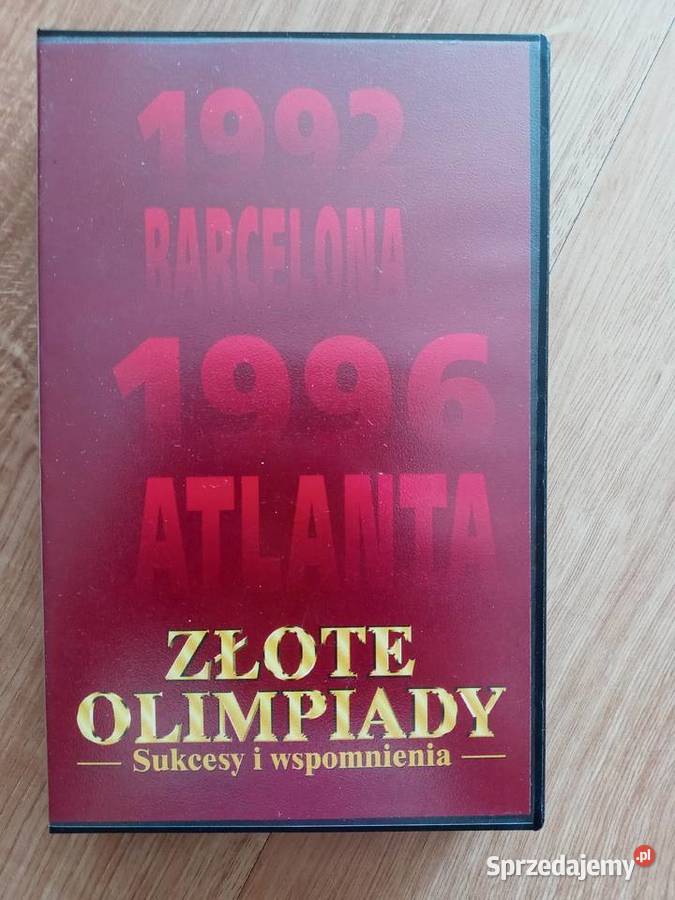 1992
BARCELONA
1996
ATLANTA
ZŁOTE
OLIMPIADY
— Sukcesy i wspomnienia —
Sprzedajemy.pl